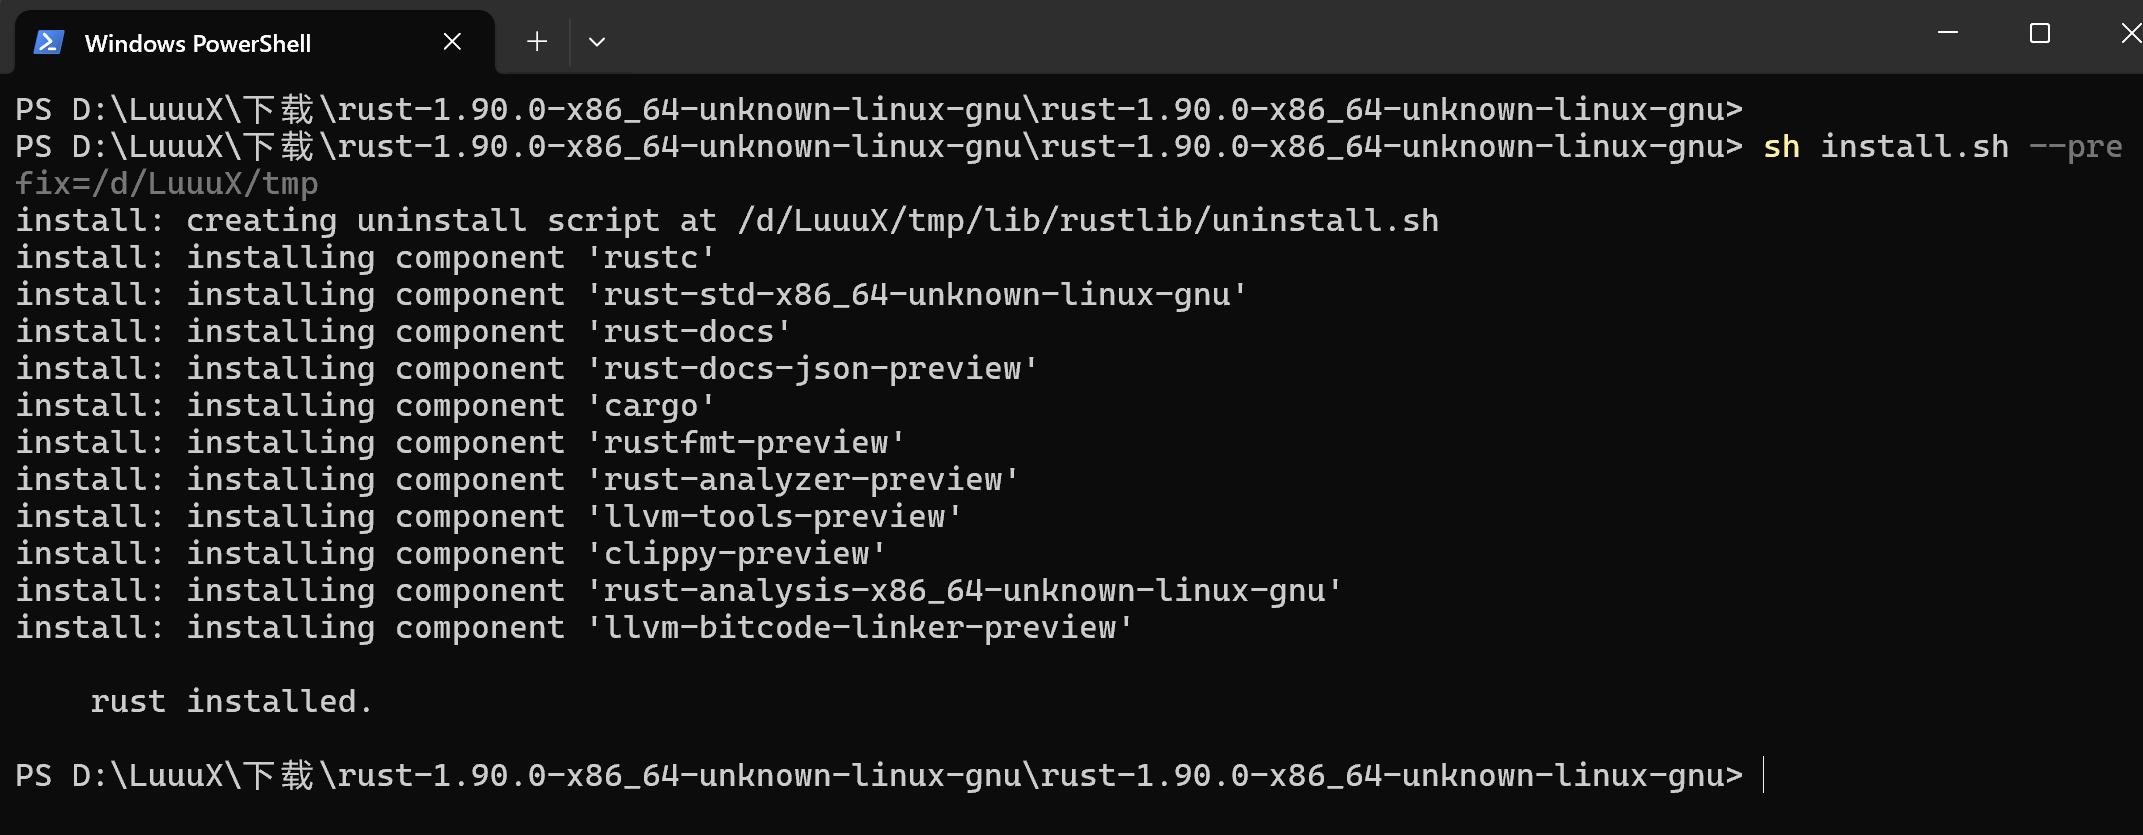 Windows PowerShell
PS D:\LuuuX\下载\rust-1.90.0-x86_64-unknown-linux-gnu\rust-1.90.0-x86_64-unknown-linux-gnu>
PS D:\LuuuX\下载\rust-1.90.0-x86_64-unknown-linux-gnu\rust-1.90.0-x86_64-unknown-linux-gnu> sh install.sh --pre
fix=/d/LuuuX/tmp
install: creating uninstall script at /d/LuuuX/tmp/lib/rustlib/uninstall.sh
install: installing component 'rustc'
install: installing component 'rust-std-x86_64-unknown-linux-gnu'
install: installing component 'rust-docs'
install: installing component 'rust-docs-json-preview'
install: installing component 'cargo'
install: installing component 'rustfmt-preview'
install: installing component 'rust-analyzer-preview'
install: installing component 'llvm-tools-preview'
install: installing component 'clippy-preview'
install: installing component 'rust-analysis-x86_64-unknown-linux-gnu'
install: installing component 'llvm-bitcode-linker-preview'
rust installed.
PS D:\LuuuX\下载\rust-1.90.0-x86_64-unknown-linux-gnu\rust-1.90.0-x86_64-unknown-linux-gnu>